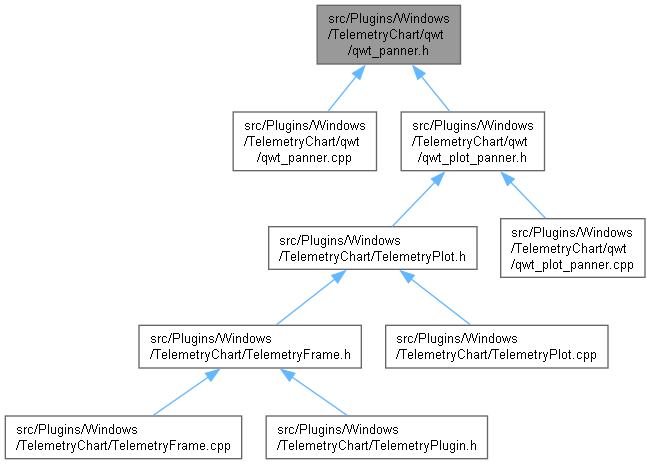 src/Plugins/Windows
/TelemetryChart/qwt
/qwt_panner.h
src/Plugins/Windows
/TelemetryChart/qwt
/qwt_panner.cpp
src/Plugins/Windows
/TelemetryChart/qwt
/qwt_plot_panner.h
src/Plugins/Windows
/TelemetryChart/TelemetryPlot.h
src/Plugins/Windows
/TelemetryChart/qwt
/qwt_plot_panner.cpp
src/Plugins/Windows
/TelemetryChart/TelemetryFrame.h
src/Plugins/Windows
/TelemetryChart/TelemetryPlot.cpp
src/Plugins/Windows
/TelemetryChart/TelemetryFrame.cpp
src/Plugins/Windows
/TelemetryChart/TelemetryPlugin.h